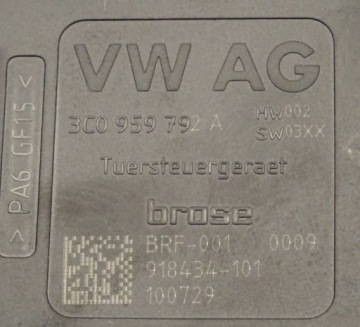 VW AG
3C0 959 792 A HW002
SW03XX
Tuersteuergeraet
brose
BRF-001 0009
918434-101
100729
> PA6 GF15 <